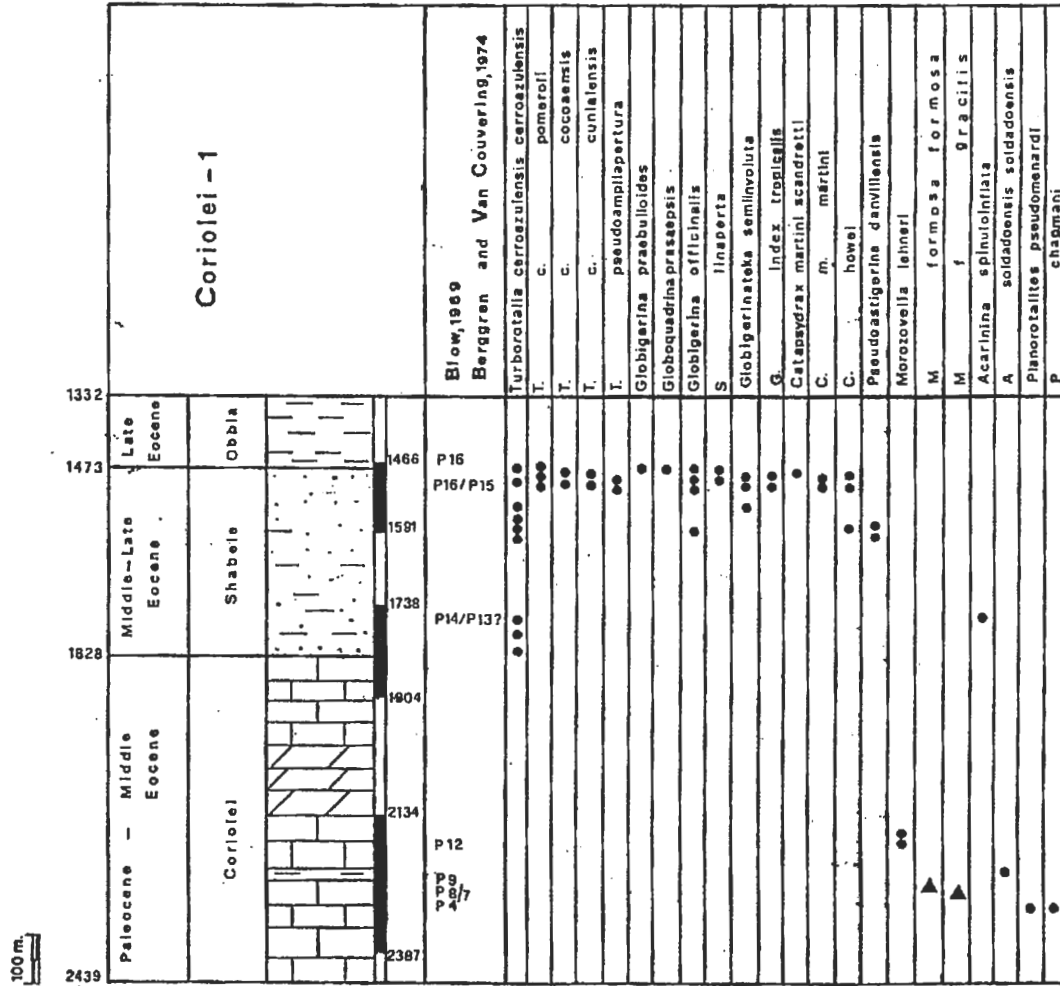 Coriolei - 1
Blow, 1969
Berggren and Van Couvering, 1974
Turborotalia cerroazulensis cerroazulensis
T. c. pomeroli
T. c. cocoaensis
T. c. cunialensis
T. pseudoampliapertura
Globigerina praebulloides
Globoquadrina prasaepsis
Globigerina officinalis
S linaperta
Globigerinateka semiinvoluta
G. index tropicalis
Catapsydrax martini scandretti
C. m. martini
C. howei
Pseudoastigerina danvillensis
Morozovella lehneri
M formosa formosa
M f gracilis
Acarinina spinuloinflata
A soldadoensis soldadoensis
Planorotalites pseudomenardi
P chapmani
1332
Late
Eocene
Obbia
1466
P16
1473
P16/P15
Middle-Late
Eocene
Shabele
1591
1738
P14/P13?
1828
1904
Paleocene - Middle
Eocene
Coriolei
2134
P12
P9
P8/7
P4
2387
2439
100 m.